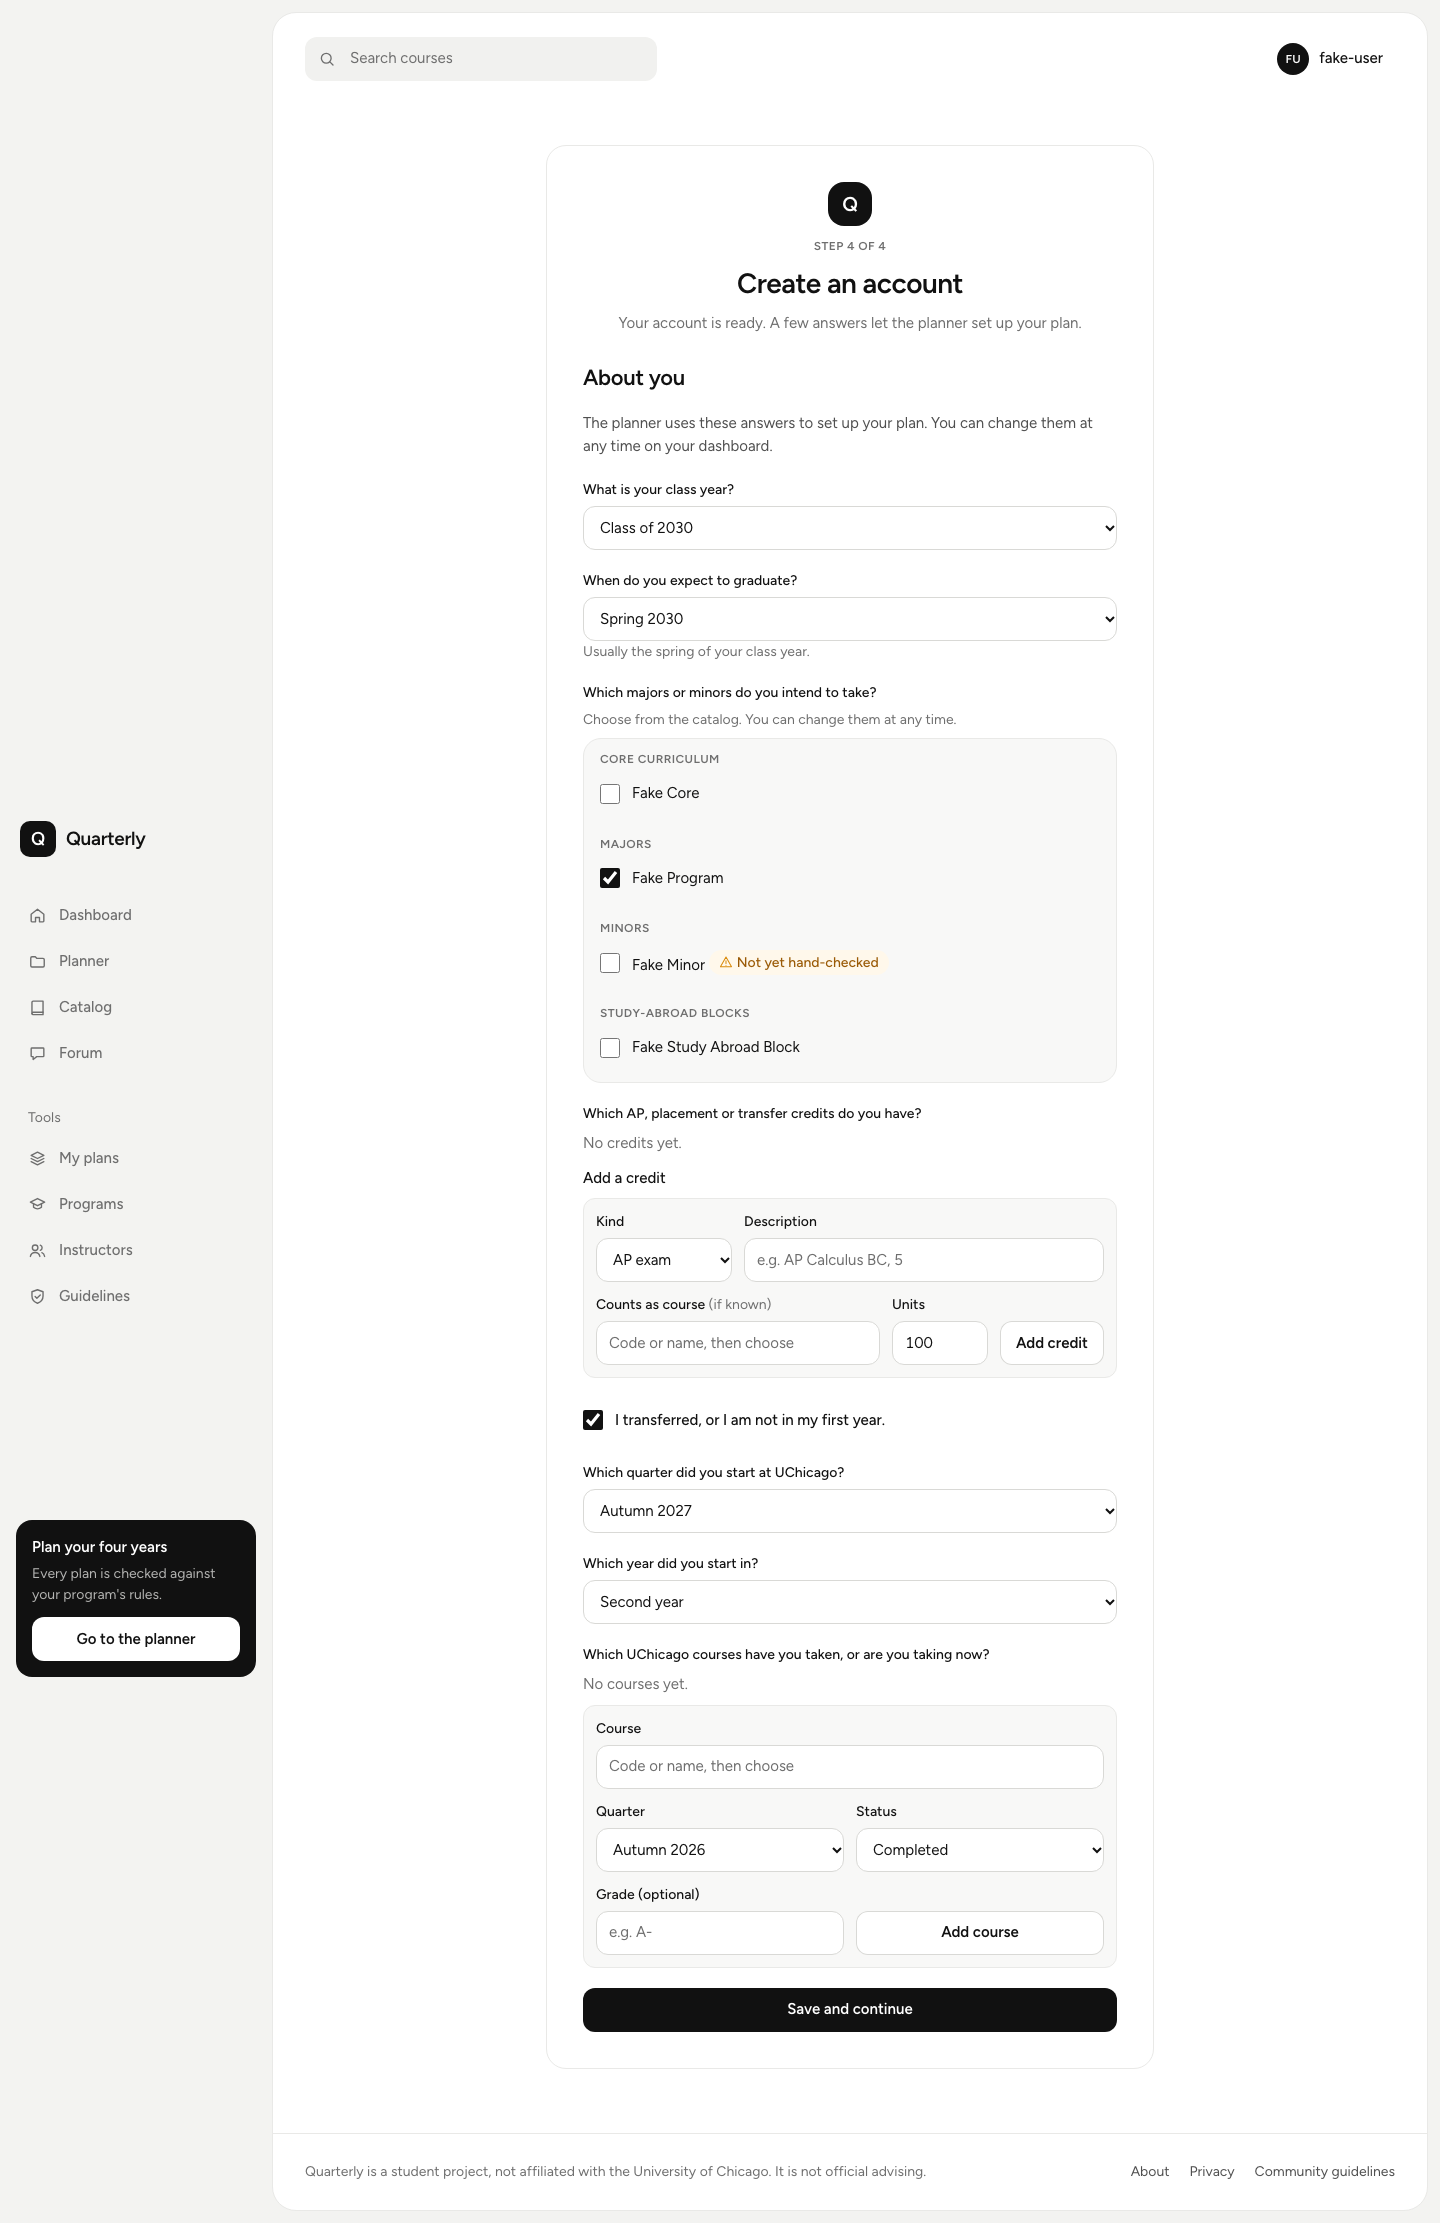 Search courses
FU
fake-user
Q
STEP 4 OF 4
Create an account
Your account is ready. A few answers let the planner set up your plan.
About you
The planner uses these answers to set up your plan. You can change them at
any time on your dashboard.
What is your class year?
Class of 2030
When do you expect to graduate?
Spring 2030
Usually the spring of your class year.
Which majors or minors do you intend to take?
Choose from the catalog. You can change them at any time.
CORE CURRICULUM
Fake Core
MAJORS
Fake Program
MINORS
Fake Minor
Not yet hand-checked
STUDY-ABROAD BLOCKS
Fake Study Abroad Block
Which AP, placement or transfer credits do you have?
No credits yet.
Add a credit
Kind
Description
AP exam
e.g. AP Calculus BC, 5
Counts as course (if known)
Units
Code or name, then choose
100
Add credit
I transferred, or I am not in my first year.
Which quarter did you start at UChicago?
Autumn 2027
Which year did you start in?
Second year
Which UChicago courses have you taken, or are you taking now?
No courses yet.
Course
Code or name, then choose
Quarter
Status
Autumn 2026
Completed
Grade (optional)
e.g. A-
Add course
Save and continue
Q
Quarterly
Dashboard
Planner
Catalog
Forum
Tools
My plans
Programs
Instructors
Guidelines
Plan your four years
Every plan is checked against
your program's rules.
Go to the planner
Quarterly is a student project, not affiliated with the University of Chicago. It is not official advising.
About
Privacy
Community guidelines